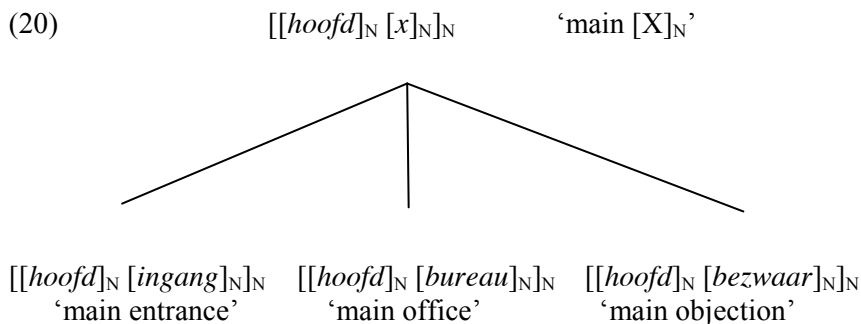 (20) [[hoofd]N [x]N]N ‘main [X]N’
[[hoofd]N [ingang]N]N [[hoofd]N [bureau]N]N [[hoofd]N [bezwaar]N]N
‘main entrance’ ‘main office’ ‘main objection’